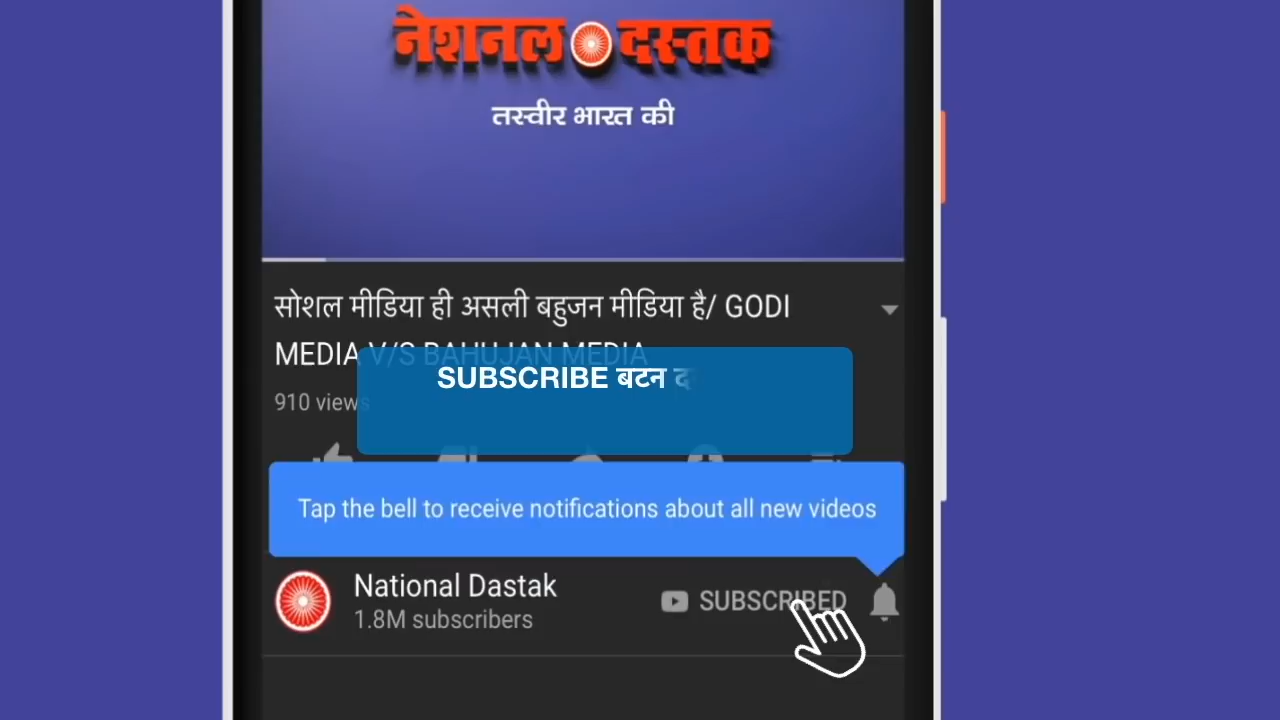 नेशनल दस्तक
तस्वीर भारत की
सोशल मीडिया ही असली बहुजन मीडिया है/ GODI
MEDIA V/S BAHUJAN MEDIA
910 views
SUBSCRIBE बटन
Tap the bell to receive notifications about all new videos
National Dastak
1.8M subscribers
SUBSCRIBED